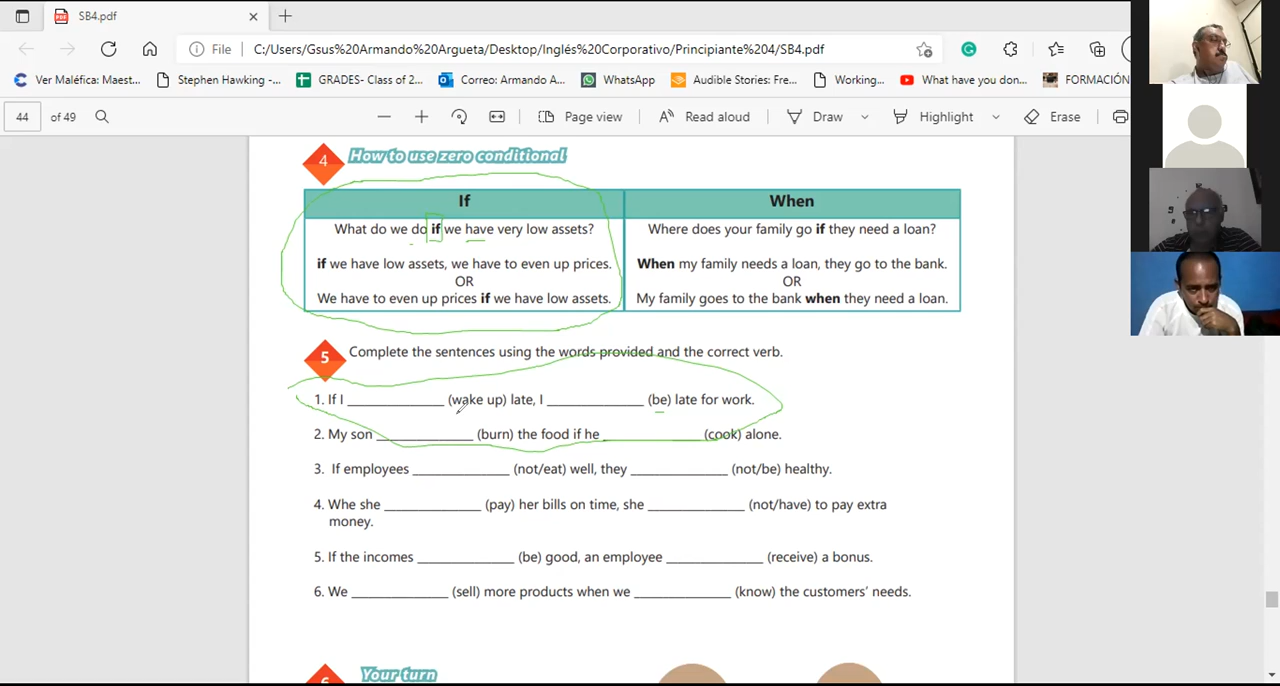 SB4.pdf
File C:/Users/Gsus%20Armando%20Argueta/Desktop/Inglés%20Corporativo/Principiante%204/SB4.pdf
Ver Maléfica: Maest... Stephen Hawking -... GRADES- Class of 2... Correo: Armando A... WhatsApp Audible Stories: Fre... Working... What have you don... FORMACIÓN
44 of 49 Page view Read aloud Draw Highlight Erase
4 How to use zero conditional
If When
What do we do if we have very low assets? Where does your family go if they need a loan?
if we have low assets, we have to even up prices. When my family needs a loan, they go to the bank.
OR OR
We have to even up prices if we have low assets. My family goes to the bank when they need a loan.
5 Complete the sentences using the words provided and the correct verb.
1. If I ____________ (wake up) late, I ____________ (be) late for work.
2. My son ____________ (burn) the food if he ____________ (cook) alone.
3. If employees ____________ (not/eat) well, they ____________ (not/be) healthy.
4. Whe she ____________ (pay) her bills on time, she ____________ (not/have) to pay extra
money.
5. If the incomes ____________ (be) good, an employee ____________ (receive) a bonus.
6. We ____________ (sell) more products when we ____________ (know) the customers' needs.
6 Your turn